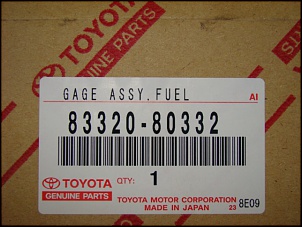 TOYOTA
GENUINE PARTS
GAGE ASSY, FUEL
AI
83320-80332
TOYOTA
GENUINE PARTS
QTY: 1
TOYOTA MOTOR CORPORATION
MADE IN JAPAN
23 8E09